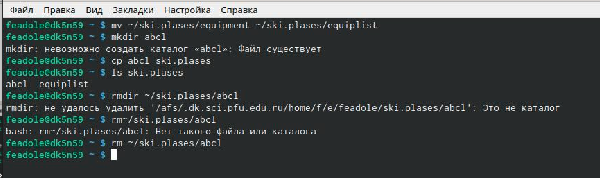 Файл Правка Вид Закладки Настройка Справка
feadole@dk5n59 ~ $ mv ~/ski.plases/equipment ~/ski.plases/equiplist
feadole@dk5n59 ~ $ mkdir abc1
mkdir: невозможно создать каталог «abc1»: Файл существует
feadole@dk5n59 ~ $ cp abc1 ski.plases
feadole@dk5n59 ~ $ ls ski.plases
abc1 equiplist
feadole@dk5n59 ~ $ rmdir ~/ski.plases/abc1
rmdir: не удалось удалить '/afs/.dk.sci.pfu.edu.ru/home/f/e/feadole/ski.plases/abc1': Это не каталог
feadole@dk5n59 ~ $ rm~/ski.plases/abc1
bash: rm~/ski.plases/abc1: Нет такого файла или каталога
feadole@dk5n59 ~ $ rm ~/ski.plases/abc1
feadole@dk5n59 ~ $